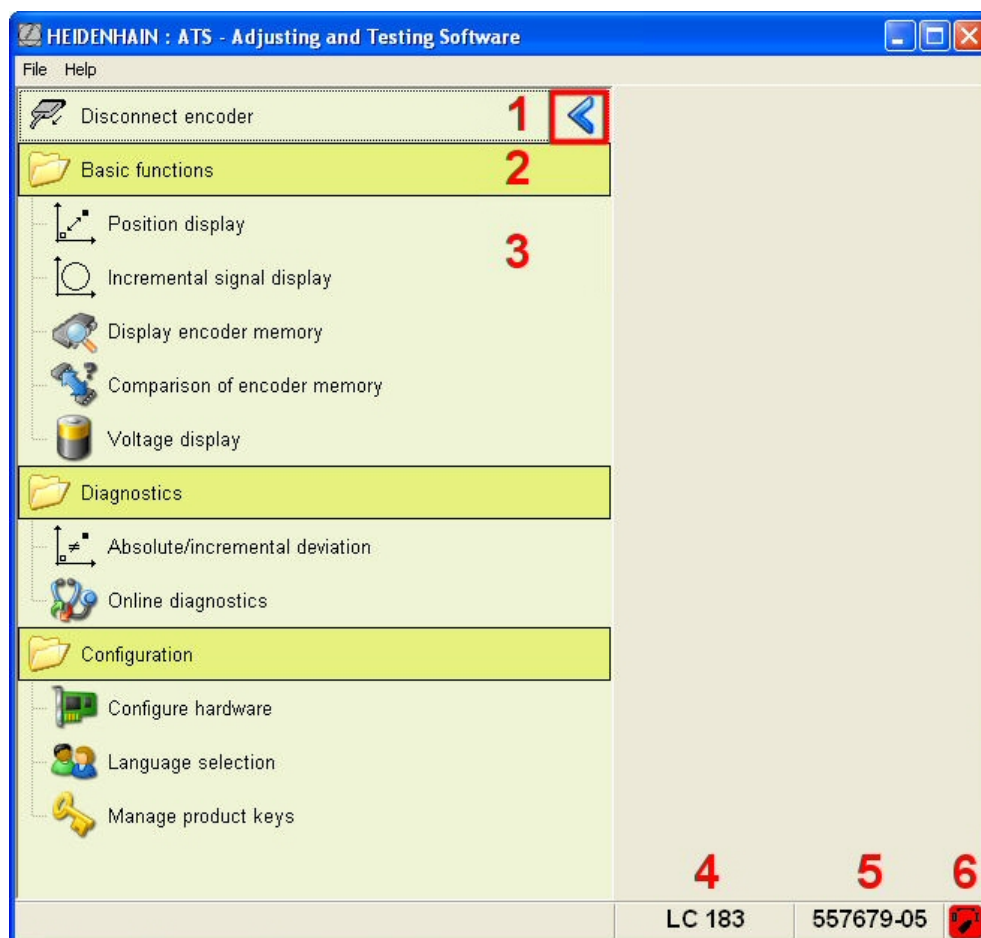 HEIDENHAIN : ATS - Adjusting and Testing Software
File Help
Disconnect encoder 1
Basic functions 2
Position display
3
Incremental signal display
Display encoder memory
Comparison of encoder memory
Voltage display
Diagnostics
Absolute/incremental deviation
Online diagnostics
Configuration
Configure hardware
Language selection
Manage product keys
4 5 6
LC 183 557679-05